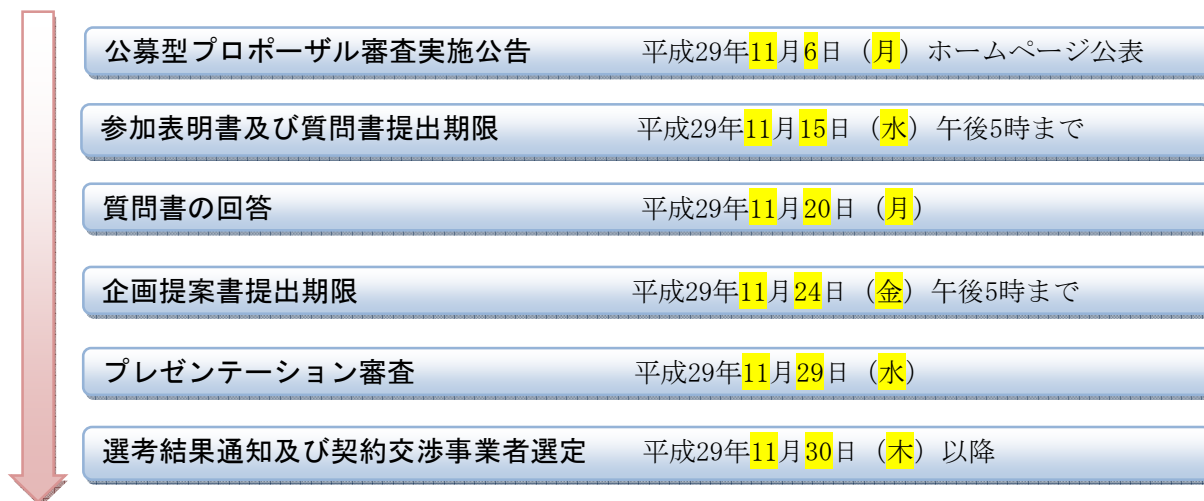 公募型プロポーザル審査実施公告 平成29年11月6日（月）ホームページ公表
参加表明書及び質問書提出期限 平成29年11月15日（水）午後5時まで
質問書の回答 平成29年11月20日（月）
企画提案書提出期限 平成29年11月24日（金）午後5時まで
プレゼンテーション審査 平成29年11月29日（水）
選考結果通知及び契約交渉事業者選定 平成29年11月30日（木）以降